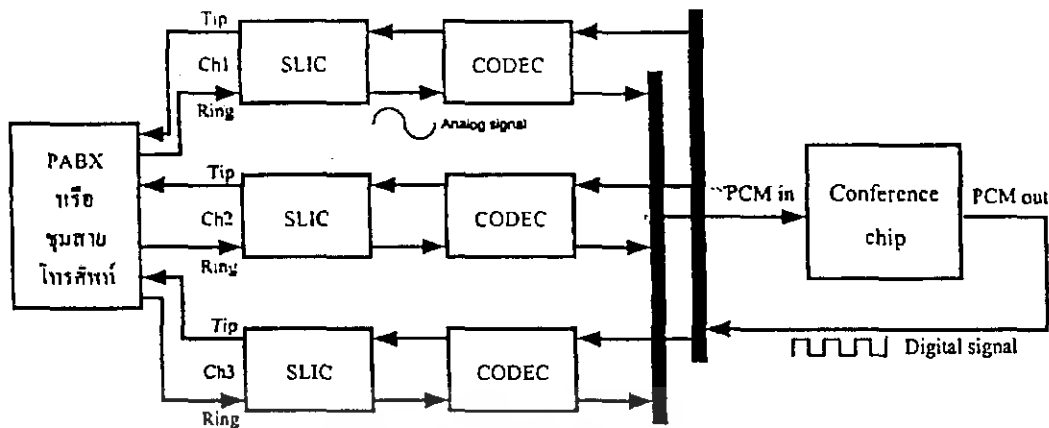 Tip
Ch1
Ring
SLIC
CODEC
Analog signal
PABX
หรือ
ชุมสาย
โทรศัพท์
Tip
Ch2
Ring
SLIC
CODEC
PCM in
Conference
chip
PCM out
Tip
Ch3
Ring
SLIC
CODEC
Digital signal